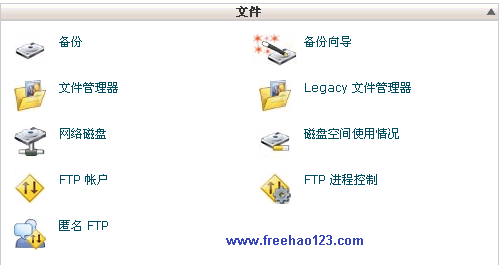 文件
备份
备份向导
文件管理器
Legacy 文件管理器
网络磁盘
磁盘空间使用情况
FTP 帐户
FTP 进程控制
匿名 FTP
www.freehao123.com